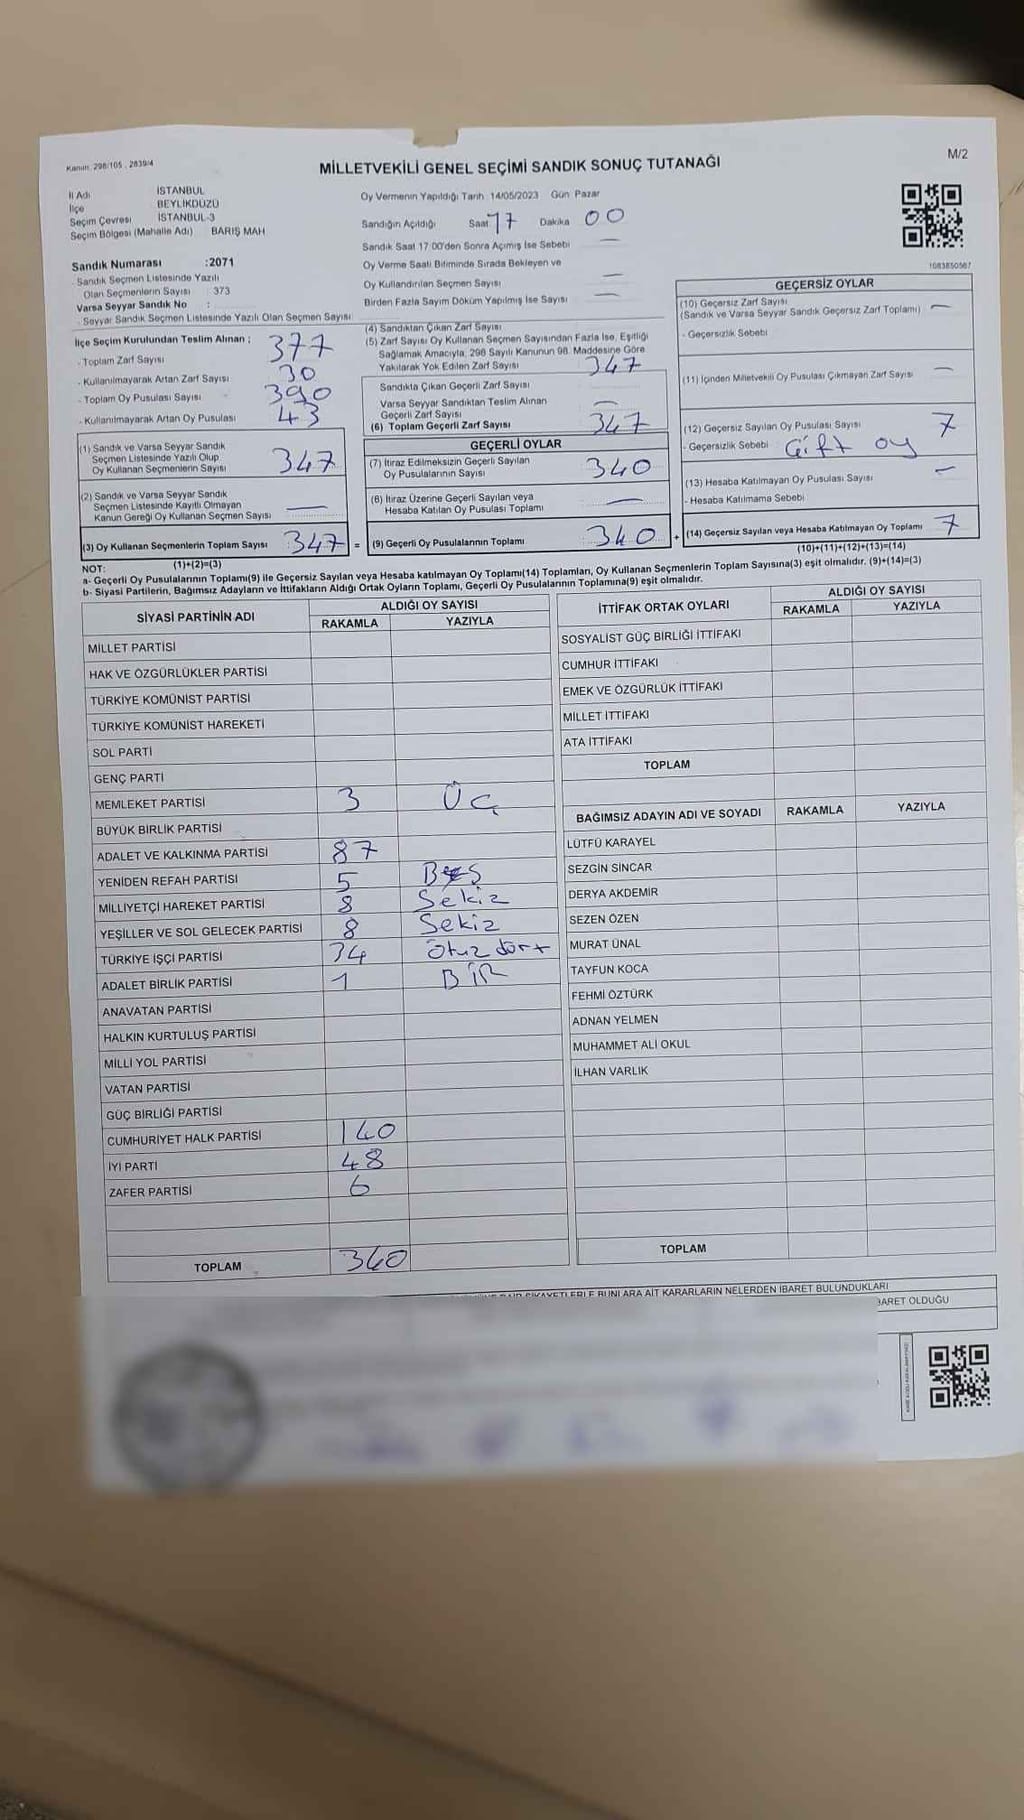 Kanun: 298/105 , 2839/4
MİLLETVEKİLİ GENEL SEÇİMİ SANDIK SONUÇ TUTANAĞI
M/2
İl Adı İSTANBUL
İlçe BEYLİKDÜZÜ
Seçim Çevresi İSTANBUL-3
Seçim Bölgesi (Mahalle Adı) BARIŞ MAH
Sandık Numarası :2071
- Sandık Seçmen Listesinde Yazılı
Olan Seçmenlerin Sayısı : 373
Varsa Seyyar Sandık No :
- Seyyar Sandık Seçmen Listesinde Yazılı Olan Seçmen Sayısı
İlçe Seçim Kurulundan Teslim Alınan :
- Toplam Zarf Sayısı 377
- Kullanılmayarak Artan Zarf Sayısı 30
- Toplam Oy Pusulası Sayısı 390
- Kullanılmayarak Artan Oy Pusulası 43
(1) Sandık ve Varsa Seyyar Sandık
Seçmen Listesinde Yazılı Olup
Oy Kullanan Seçmenlerin Sayısı 347
(2) Sandık ve Varsa Seyyar Sandık
Seçmen Listesinde Kayıtlı Olmayan
Kanun Gereği Oy Kullanan Seçmen Sayısı —
(3) Oy Kullanan Seçmenlerin Toplam Sayısı 347 =
(1)+(2)=(3)
Oy Vermenin Yapıldığı Tarih 14/05/2023 Gün Pazar
Sandığın Açıldığı Saat 17 Dakika 00
Sandık Saat 17:00'den Sonra Açımış İse Sebebi —
Oy Verme Saati Bitiminde Sırada Bekleyen ve
Oy Kullandırılan Seçmen Sayısı —
Birden Fazla Sayım Döküm Yapılmış İse Sayısı —
(4) Sandıktan Çıkan Zarf Sayısı
(5) Zarf Sayısı Oy Kullanan Seçmen Sayısından Fazla İse, Eşitliği
Sağlamak Amacıyla, 298 Sayılı Kanunun 98. Maddesine Göre
Yakılarak Yok Edilen Zarf Sayısı 347
Sandıkta Çıkan Geçerli Zarf Sayısı
Varsa Seyyar Sandıktan Teslim Alınan
Geçerli Zarf Sayısı —
(6) Toplam Geçerli Zarf Sayısı 347
GEÇERLİ OYLAR
(7) İtiraz Edilmeksizin Geçerli Sayılan
Oy Pusulalarının Sayısı 340
(8) İtiraz Üzerine Geçerli Sayılan veya
Hesaba Katılan Oy Pusulası Toplamı —
(9) Geçerli Oy Pusulalarının Toplamı 340 +
1083850567
GEÇERSİZ OYLAR
(10) Geçersiz Zarf Sayısı
(Sandık ve Varsa Seyyar Sandık Geçersiz Zarf Toplamı) —
- Geçersizlik Sebebi
(11) İçinden Milletvekili Oy Pusulası Çıkmayan Zarf Sayısı —
(12) Geçersiz Sayılan Oy Pusulası Sayısı 7
- Geçersizlik Sebebi Çift oy
(13) Hesaba Katılmayan Oy Pusulası Sayısı —
- Hesaba Katılmama Sebebi
(14) Geçersiz Sayılan veya Hesaba Katılmayan Oy Toplamı 7
(10)+(11)+(12)+(13)=(14)
NOT:
a- Geçerli Oy Pusulalarının Toplamı(9) ile Geçersiz Sayılan veya Hesaba katılmayan Oy Toplamı(14) Toplamları, Oy Kullanan Seçmenlerin Toplam Sayısına(3) eşit olmalıdır. (9)+(14)=(3)
b- Siyasi Partilerin, Bağımsız Adayların ve İttifakların Aldığı Ortak Oyların Toplamı, Geçerli Oy Pusulalarının Toplamına(9) eşit olmalıdır.
SİYASİ PARTİNİN ADI ALDIĞI OY SAYISI
RAKAMLA YAZIYLA
MİLLET PARTİSİ
HAK VE ÖZGÜRLÜKLER PARTİSİ
TÜRKİYE KOMÜNİST PARTİSİ
TÜRKİYE KOMÜNİST HAREKETİ
SOL PARTİ
GENÇ PARTİ
MEMLEKET PARTİSİ 3 ÜÇ
BÜYÜK BİRLİK PARTİSİ
ADALET VE KALKINMA PARTİSİ 87
YENİDEN REFAH PARTİSİ 5 BEŞ
MİLLİYETÇİ HAREKET PARTİSİ 8 Sekiz
YEŞİLLER VE SOL GELECEK PARTİSİ 8 Sekiz
TÜRKİYE İŞÇİ PARTİSİ 34 Otuz dört
ADALET BİRLİK PARTİSİ 1 BİR
ANAVATAN PARTİSİ
HALKIN KURTULUŞ PARTİSİ
MİLLİ YOL PARTİSİ
VATAN PARTİSİ
GÜÇ BİRLİĞİ PARTİSİ
CUMHURİYET HALK PARTİSİ 140
İYİ PARTİ 48
ZAFER PARTİSİ 6
TOPLAM 340
İTTİFAK ORTAK OYLARI ALDIĞI OY SAYISI
RAKAMLA YAZIYLA
SOSYALİST GÜÇ BİRLİĞİ İTTİFAKI
CUMHUR İTTİFAKI
EMEK VE ÖZGÜRLÜK İTTİFAKI
MİLLET İTTİFAKI
ATA İTTİFAKI
TOPLAM
BAĞIMSIZ ADAYIN ADI VE SOYADI RAKAMLA YAZIYLA
LÜTFÜ KARAYEL
SEZGİN SİNCAR
DERYA AKDEMİR
SEZEN ÖZEN
MURAT ÜNAL
TAYFUN KOCA
FEHMİ ÖZTÜRK
ADNAN YELMEN
MUHAMMET ALİ OKUL
İLHAN VARLIK
TOPLAM
BUNLARA AİT KARARLARIN NELERDEN İBARET BULUNDUKLARI
OLDUĞU